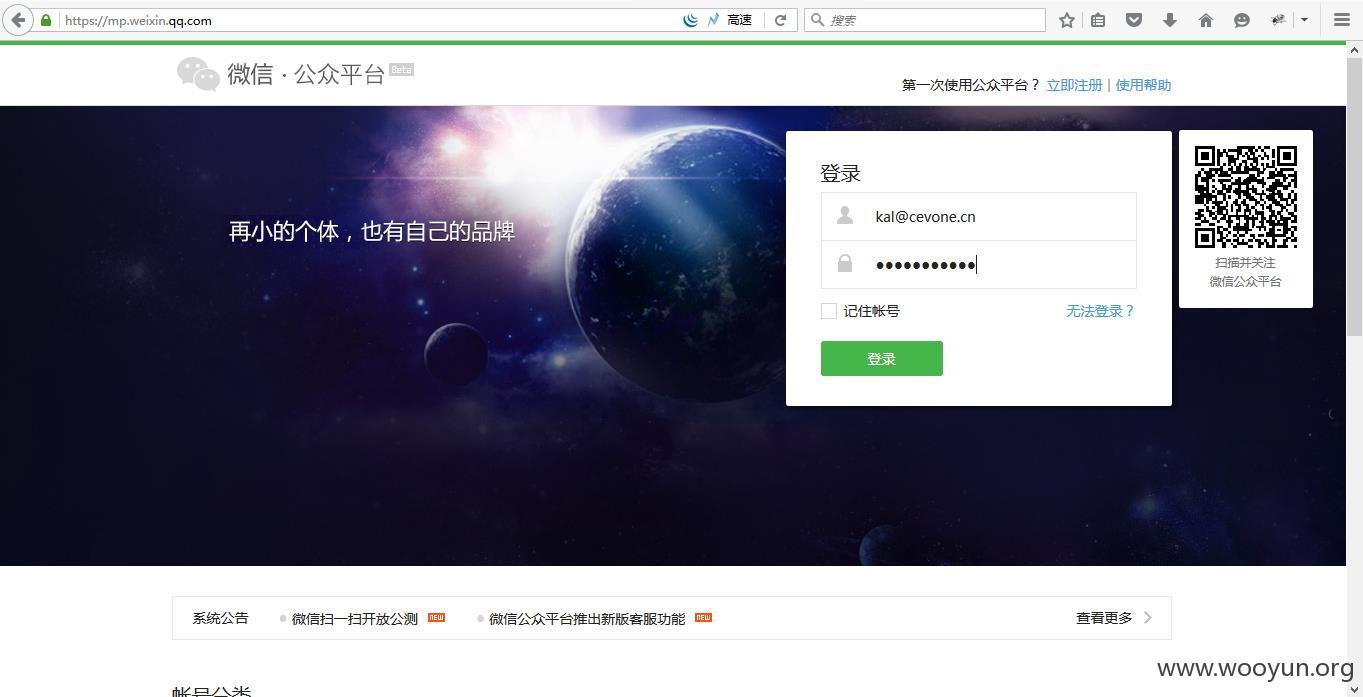 https://mp.weixin.qq.com
高速
搜索
微信 · 公众平台 Beta
第一次使用公众平台？ 立即注册 | 使用帮助
再小的个体，也有自己的品牌
登录
kal@cevone.cn
●●●●●●●●●●●
记住帐号 无法登录？
登录
扫描并关注
微信公众平台
系统公告 微信扫一扫开放公测 NEW 微信公众平台推出新版客服功能 NEW 查看更多
帐号分类
www.wooyun.org